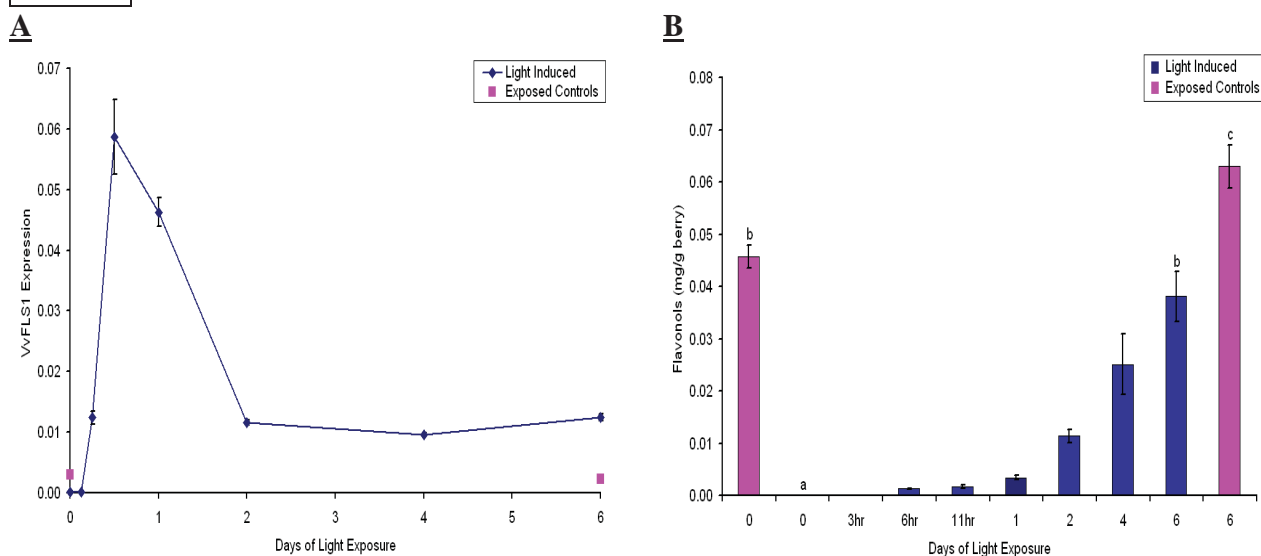 A
B
0.07
0.06
0.05
0.04
0.03
0.02
0.01
0.00
VvFLS1 Expression
0 1 2 3 4 5 6
Days of Light Exposure
Light Induced
Exposed Controls
0.08
0.07
0.06
0.05
0.04
0.03
0.02
0.01
0.00
Flavonols (mg/g berry)
b
a
b
c
0 0 3hr 6hr 11hr 1 2 4 6 6
Days of Light Exposure
Light Induced
Exposed Controls